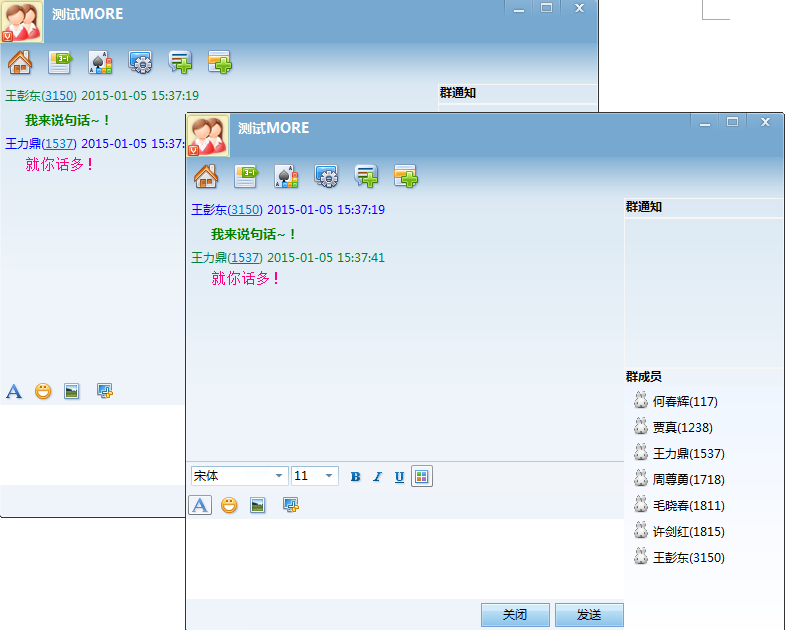 测试MORE
王彭东(3150) 2015-01-05 15:37:19
我来说句话~！
王力鼎(1537) 2015-01-05 15:37:
就你话多！
群通知
测试MORE
王彭东(3150) 2015-01-05 15:37:19
我来说句话~！
王力鼎(1537) 2015-01-05 15:37:41
就你话多！
群通知
群成员
何春辉(117)
贾真(1238)
王力鼎(1537)
周尊勇(1718)
毛晓春(1811)
许剑红(1815)
王彭东(3150)
宋体 11 B I U
关闭 发送